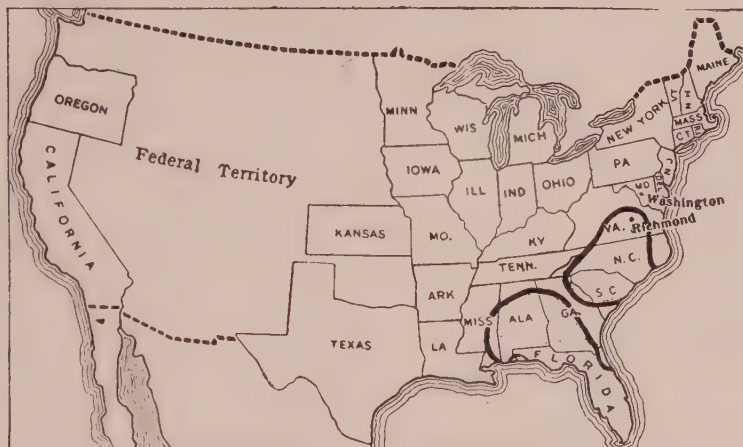 OREGON
CALIFORNIA
Federal Territory
MINN
WIS
MICH
IOWA
ILL
IND
OHIO
KANSAS
MO.
KY
TENN.
ARK
TEXAS
LA
MISS
ALA
GA.
FLORIDA
S C
N.C.
VA.
Richmond
Washington
MD
DEL
N J
PA
NEW YORK
CT
R I
MASS
N H
MAINE